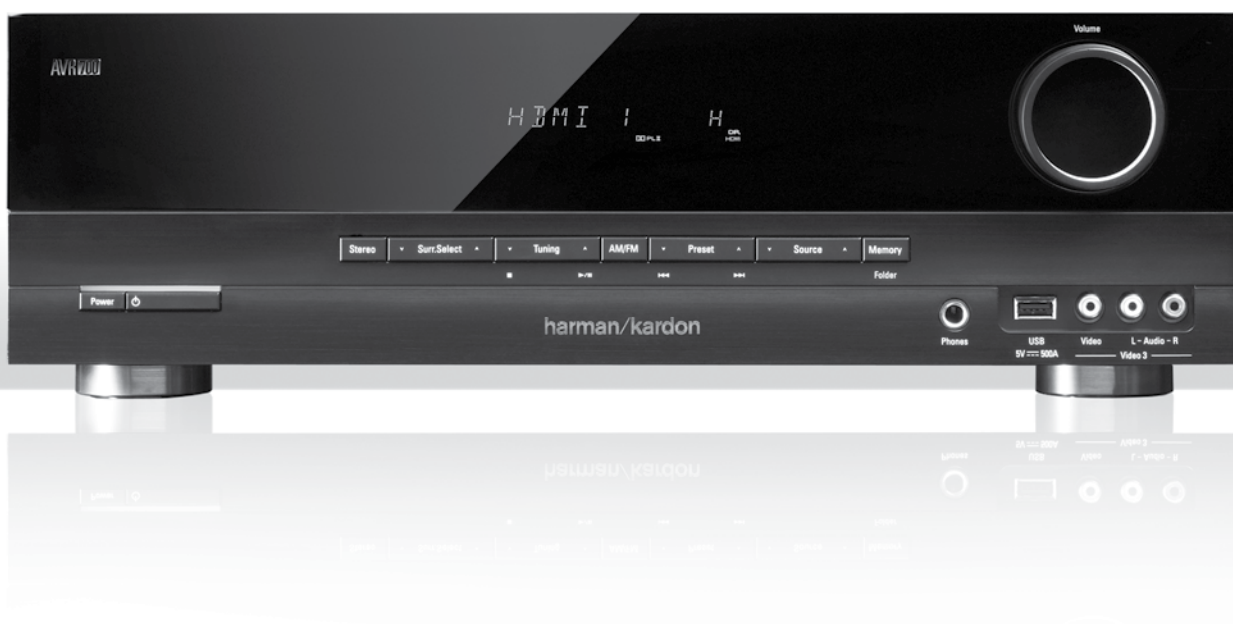 Volume
AVR 700
HDMI 1 H
Stereo Surr.Select Tuning AM/FM Preset Source Memory
Folder
Power
harman/kardon
Phones USB Video L - Audio - R
5V 500A Video 3